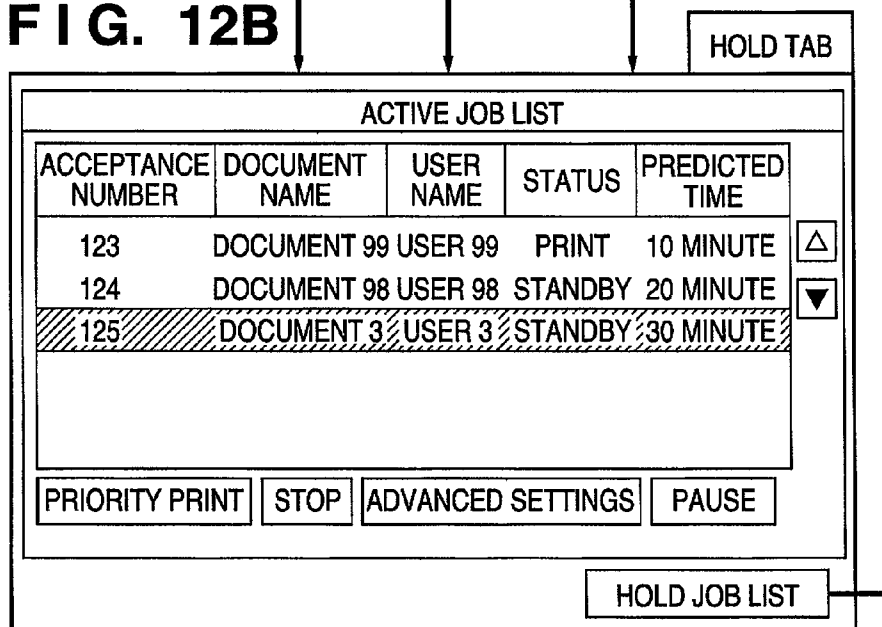 FIG. 12B
HOLD TAB
ACTIVE JOB LIST
ACCEPTANCE NUMBER DOCUMENT NAME USER NAME STATUS PREDICTED TIME
123 DOCUMENT 99 USER 99 PRINT 10 MINUTE
124 DOCUMENT 98 USER 98 STANDBY 20 MINUTE
125 DOCUMENT 3 USER 3 STANDBY 30 MINUTE
PRIORITY PRINT STOP ADVANCED SETTINGS PAUSE
HOLD JOB LIST